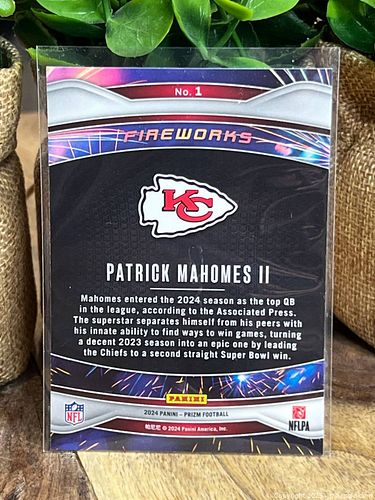 No. 1
FIREWORKS
KC
PATRICK MAHOMES II
Mahomes entered the 2024 season as the top QB
in the league, according to the Associated Press.
The superstar separates himself from his peers with
his innate ability to find ways to win games, turning
a decent 2023 season into an epic one by leading
the Chiefs to a second straight Super Bowl win.
PANINI
NFL
2024 PANINI – PRIZM FOOTBALL
NFLPA
帕尼尼 © 2024 Panini America, Inc.